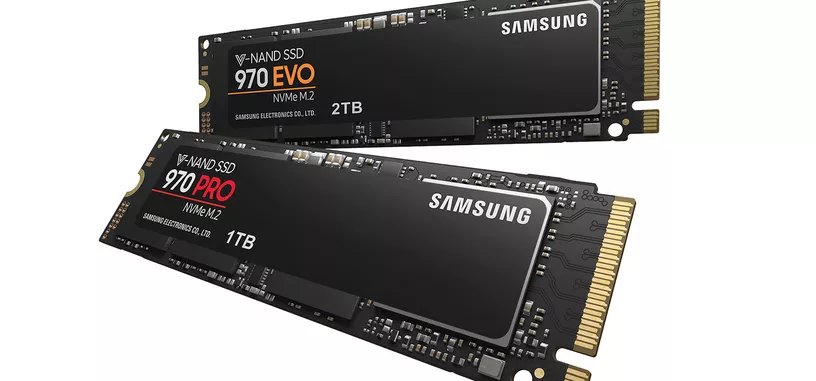 SAMSUNG
V-NAND SSD
970 EVO
NVMe M.2
SAMSUNG ELECTRONICS CO., LTD.
2TB
V-NAND SSD
970 PRO
NVMe M.2
SAMSUNG ELECTRONICS CO., LTD.
1TB
SAMSUNG